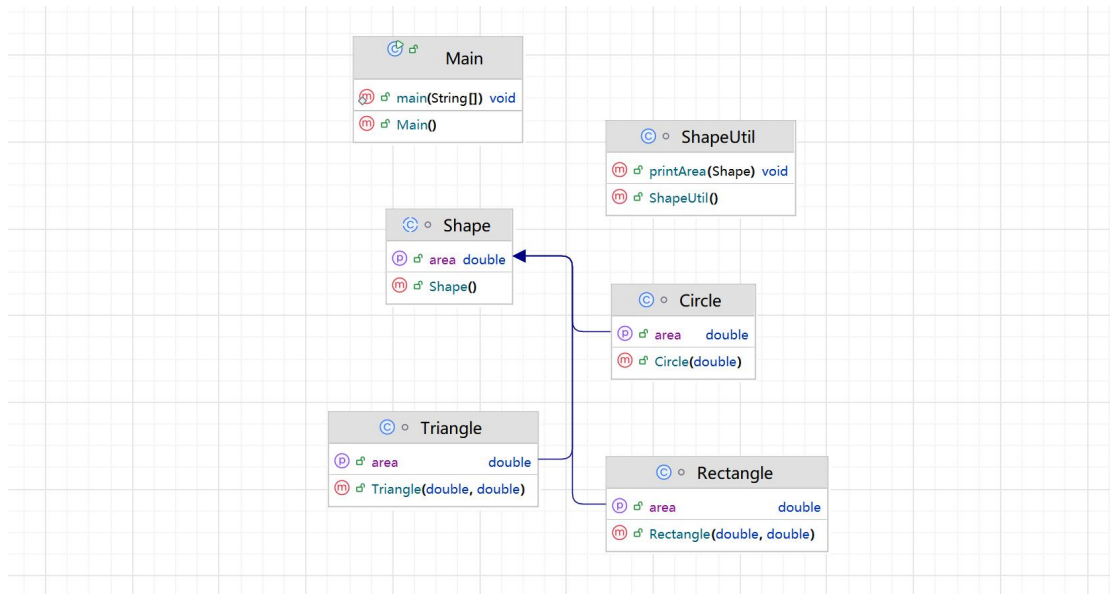 Main
main(String[]) void
Main()
ShapeUtil
printArea(Shape) void
ShapeUtil()
Shape
area double
Shape()
Circle
area double
Circle(double)
Triangle
area double
Triangle(double, double)
Rectangle
area double
Rectangle(double, double)